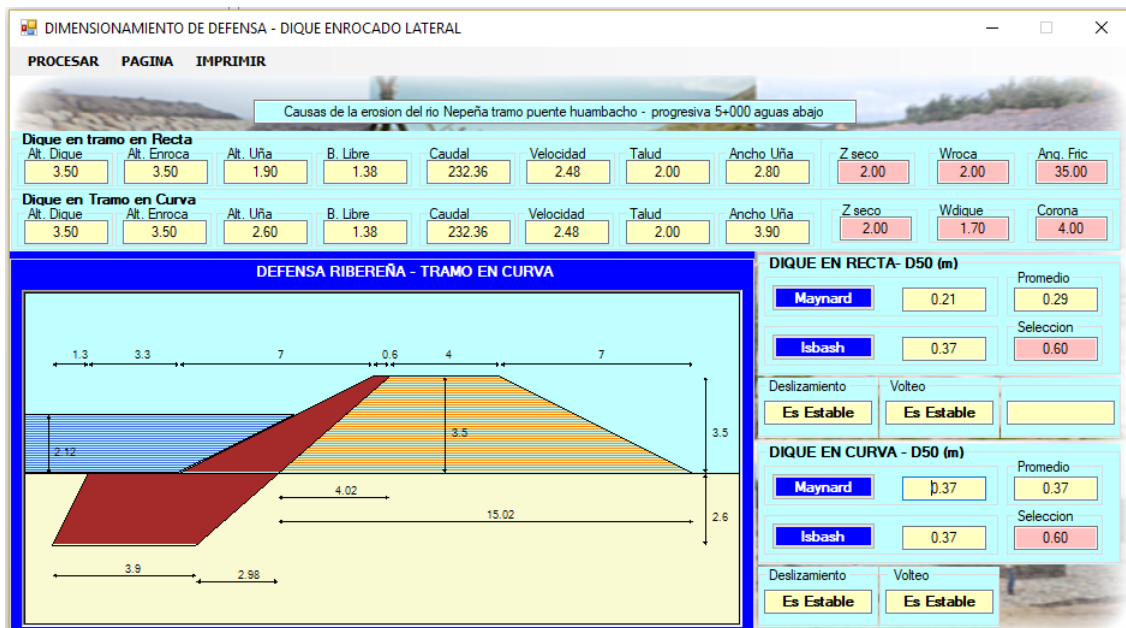 DIMENSIONAMIENTO DE DEFENSA - DIQUE ENROCADO LATERAL
PROCESAR PAGINA IMPRIMIR
Causas de la erosion del rio Nepeña tramo puente huambacho - progresiva 5+000 aguas abajo
Dique en tramo en Recta
Alt. Dique Alt. Enroca Alt. Uña B. Libre Caudal Velocidad Talud Ancho Uña Z seco Wroca Ang. Fric
3.50 3.50 1.90 1.38 232.36 2.48 2.00 2.80 2.00 2.00 35.00
Dique en Tramo en Curva
Alt. Dique Alt. Enroca Alt. Uña B. Libre Caudal Velocidad Talud Ancho Uña Z seco Wdique Corona
3.50 3.50 2.60 1.38 232.36 2.48 2.00 3.90 2.00 1.70 4.00
DEFENSA RIBEREÑA - TRAMO EN CURVA
1.3 3.3 7 0.6 4 7
3.5 3.5
2.12
4.02
15.02
2.6
3.9 2.98
DIQUE EN RECTA- D50 (m)
Promedio
Maynard 0.21 0.29
Seleccion
Isbash 0.37 0.60
Deslizamiento Volteo
Es Estable Es Estable
DIQUE EN CURVA - D50 (m)
Promedio
Maynard 0.37 0.37
Seleccion
Isbash 0.37 0.60
Deslizamiento Volteo
Es Estable Es Estable